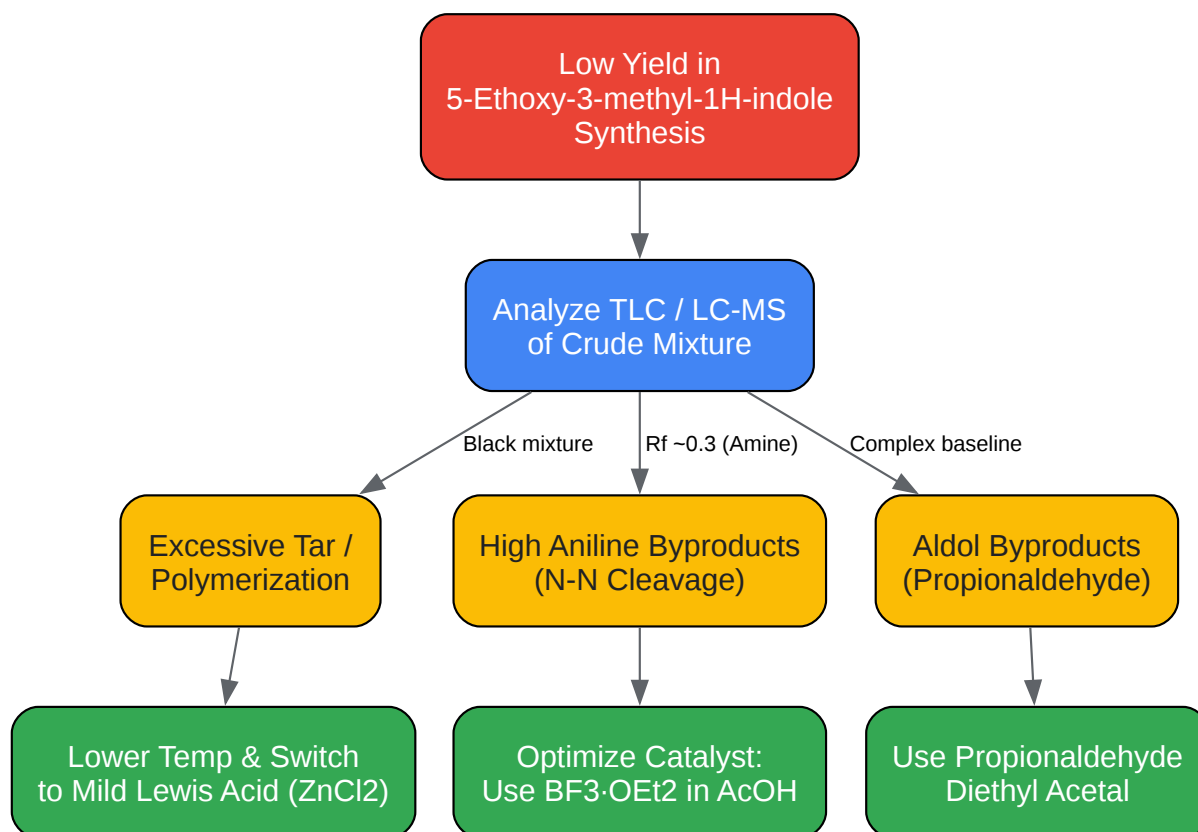 Low Yield in
5-Ethoxy-3-methyl-1H-indole
Synthesis
Analyze TLC / LC-MS
of Crude Mixture
Black mixture
Rf ~0.3 (Amine)
Complex baseline
Excessive Tar /
Polymerization
High Aniline Byproducts
(N-N Cleavage)
Aldol Byproducts
(Propionaldehyde)
Lower Temp & Switch
to Mild Lewis Acid (ZnCl2)
Optimize Catalyst:
Use BF3·OEt2 in AcOH
Use Propionaldehyde
Diethyl Acetal